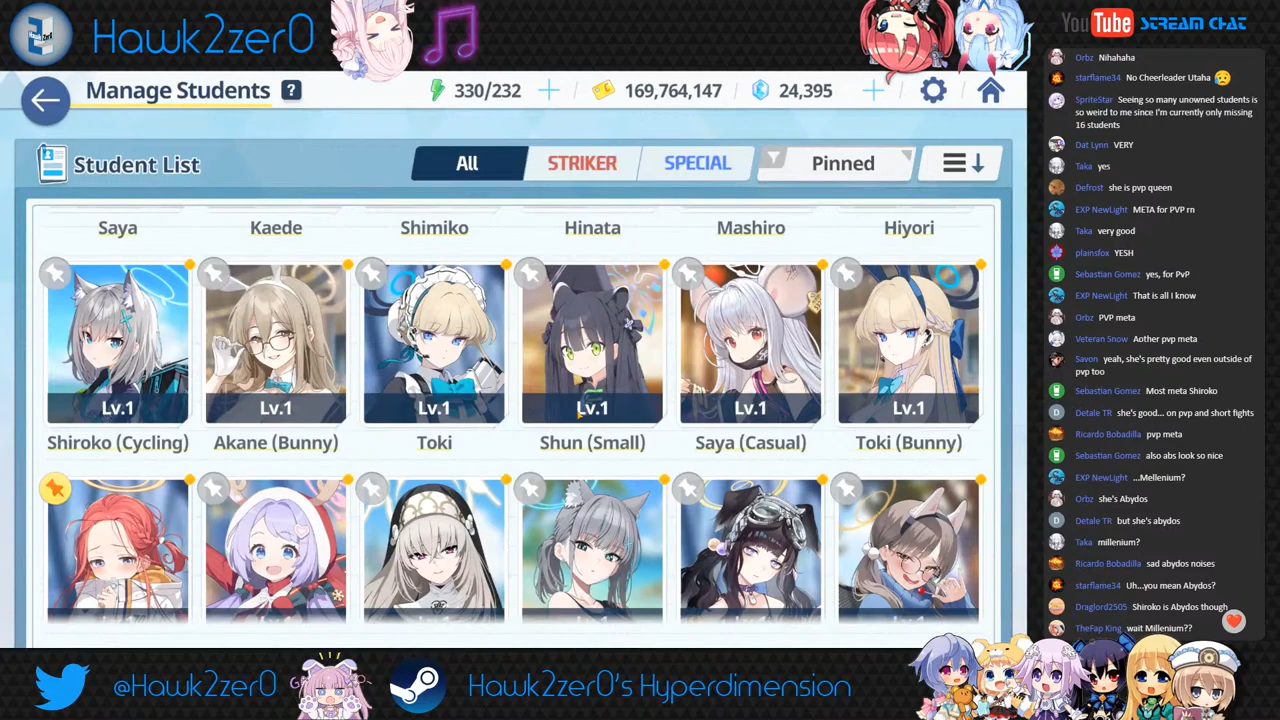 Hawk2zer0
YouTube STREAM CHAT
Manage Students ?
330/232
169,764,147
24,395
Student List
All
STRIKER
SPECIAL
Pinned
Saya
Kaede
Shimiko
Hinata
Mashiro
Hiyori
Lv.1
Lv.1
Lv.1
Lv.1
Lv.1
Lv.1
Shiroko (Cycling)
Akane (Bunny)
Toki
Shun (Small)
Saya (Casual)
Toki (Bunny)
Orbz Nihahaha
starflame34 No Cheerleader Utaha 😥
SpriteStar Seeing so many unowned students is
so weird to me since I'm currently only missing
16 students
Dat Lynn VERY
Taka yes
Defrost she is pvp queen
EXP NewLight META for PVP rn
Taka very good
plainsfox YESH
Sebastian Gomez yes, for PvP
EXP NewLight That is all I know
Orbz PVP meta
Veteran Snow Aother pvp meta
Savon yeah, she's pretty good even outside of
pvp too
Sebastian Gomez Most meta Shiroko
Detale TR she's good... on pvp and short fights
Ricardo Bobadilla pvp meta
Sebastian Gomez also abs look so nice
EXP NewLight ...Mellenium?
Orbz she's Abydos
D Detale TR but she's abydos
Taka millenium?
Ricardo Bobadilla sad abydos noises
starflame34 Uh...you mean Abydos?
Draglord2505 Shiroko is Abydos though
TheFap King wait Millenium??
@Hawk2zer0
Hawk2zer0's Hyperdimension